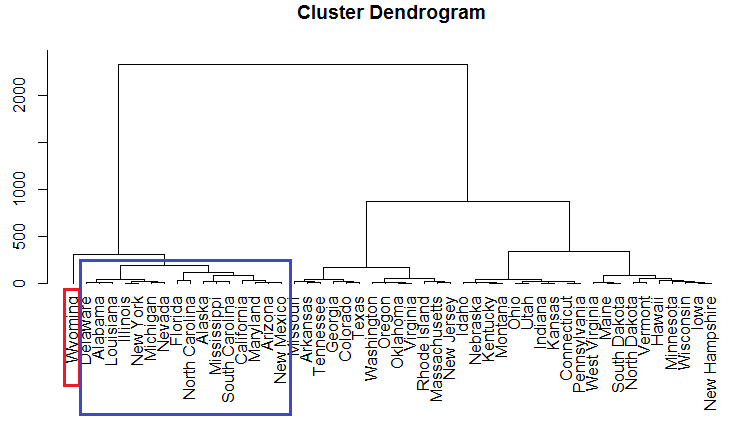 Cluster Dendrogram
2000
1000
500
0
Wyoming
Delaware
Alabama
Louisiana
Illinois
New York
Michigan
Nevada
Florida
North Carolina
Alaska
Mississippi
South Carolina
California
Maryland
Arizona
New Mexico
Missouri
Arkansas
Tennessee
Georgia
Colorado
Texas
Washington
Oregon
Oklahoma
Virginia
Rhode Island
Massachusetts
New Jersey
Idaho
Nebraska
Kentucky
Montana
Ohio
Utah
Indiana
Kansas
Connecticut
Pennsylvania
West Virginia
Maine
South Dakota
North Dakota
Vermont
Hawaii
Minnesota
Wisconsin
Iowa
New Hampshire